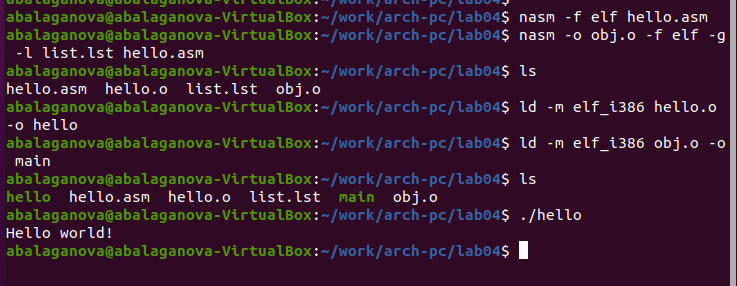 abalaganova@abalaganova-VirtualBox:~/work/arch-pc/lab04$ nasm -f elf hello.asm
abalaganova@abalaganova-VirtualBox:~/work/arch-pc/lab04$ nasm -o obj.o -f elf -g
 -l list.lst hello.asm
abalaganova@abalaganova-VirtualBox:~/work/arch-pc/lab04$ ls
hello.asm  hello.o  list.lst  obj.o
abalaganova@abalaganova-VirtualBox:~/work/arch-pc/lab04$ ld -m elf_i386 hello.o
-o hello
abalaganova@abalaganova-VirtualBox:~/work/arch-pc/lab04$ ld -m elf_i386 obj.o -o
 main
abalaganova@abalaganova-VirtualBox:~/work/arch-pc/lab04$ ls
hello  hello.asm  hello.o  list.lst  main  obj.o
abalaganova@abalaganova-VirtualBox:~/work/arch-pc/lab04$ ./hello
Hello world!
abalaganova@abalaganova-VirtualBox:~/work/arch-pc/lab04$